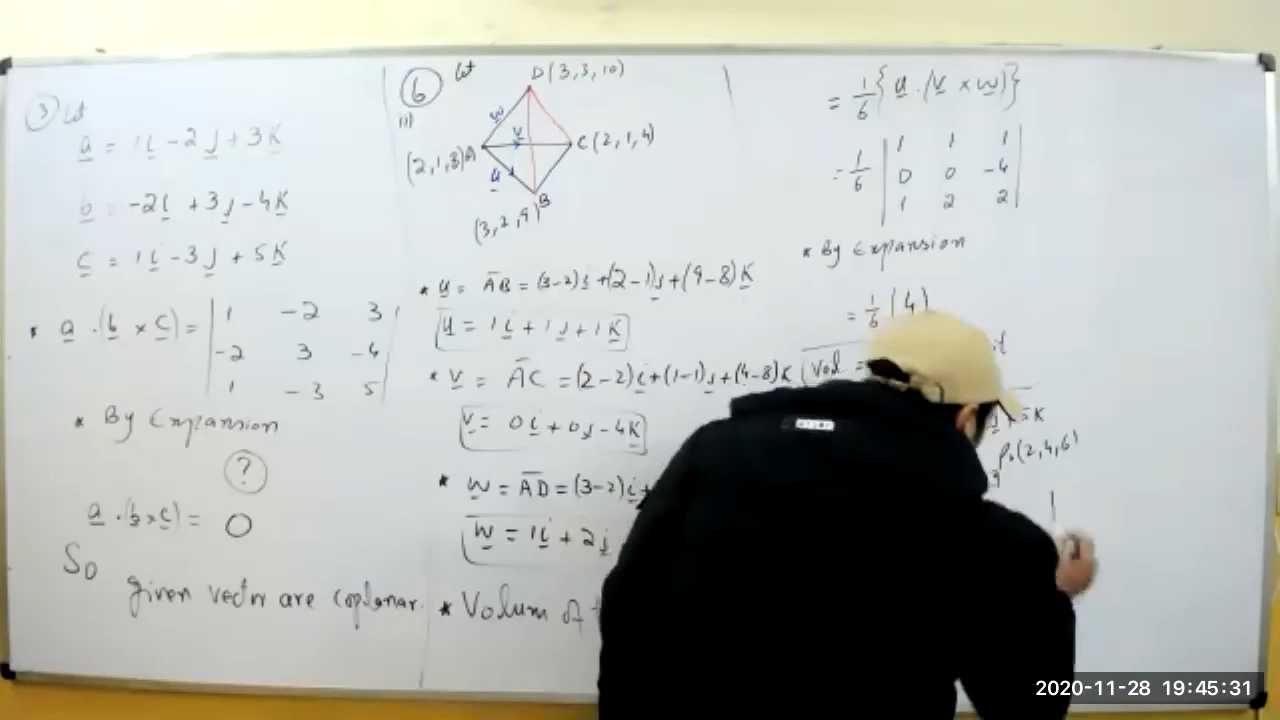 ③ Let
a = 1i - 2j + 3K
b = -2i + 3j - 4K
c = 1i - 3j + 5K
* a . (b × c) = | 1 -2 3 |
| -2 3 -4 |
| 1 -3 5 |
* By Expansion
?
a . (b × c) = 0
So
given vector are coplanar.
⑥ Let
(i)
D(3, 3, 10)
w
v
C(2, 1, 4)
(2, 1, 8)A
u
(3, 2, 9)B
* u = AB = (3-2)i + (2-1)j + (9-8)K
u = 1i + 1j + 1K
* v = AC = (2-2)i + (1-1)j + (4-8)K
v = 0i + 0j - 4K
* w = AD = (3-2)i +
w = 1i + 2j
* Volum of
= 1/6 {u . (v × w)}
= 1/6 | 1 1 1 |
| 0 0 -4 |
| 1 2 2 |
* By Expansion
= 1/6 (4)
Vol =
P₀(2, 4, 6)
2020-11-28 19:45:31